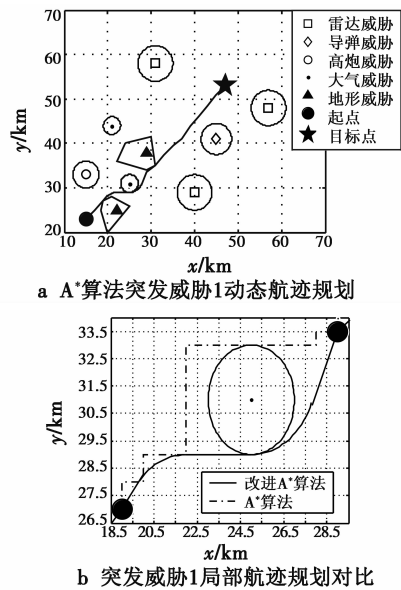 70
60
50
40
30
20
10
20
30
40
50
60
70
y/km
x/km
雷达威胁
导弹威胁
高炮威胁
大气威胁
地形威胁
起点
目标点
a A*算法突发威胁1动态航迹规划
33.5
32.5
31.5
30.5
29.5
28.5
27.5
26.5
18.5
20.5
22.5
24.5
26.5
28.5
y/km
x/km
改进A*算法
A*算法
b 突发威胁1局部航迹规划对比